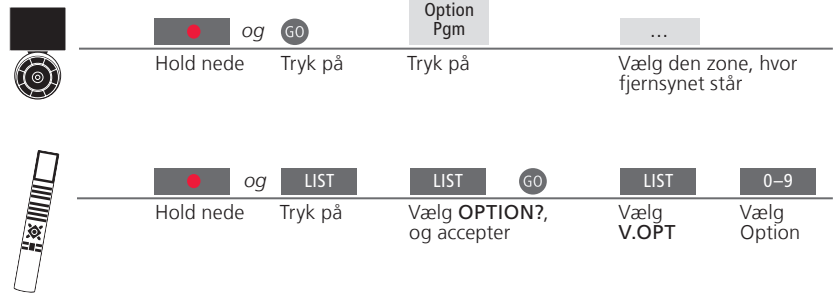 og GO Option
Pgm ...
Hold nede Tryk på Tryk på Vælg den zone, hvor
fjernsynet står
og LIST LIST GO LIST 0–9
Hold nede Tryk på Vælg OPTION?,
og accepter Vælg
V.OPT Vælg
Option